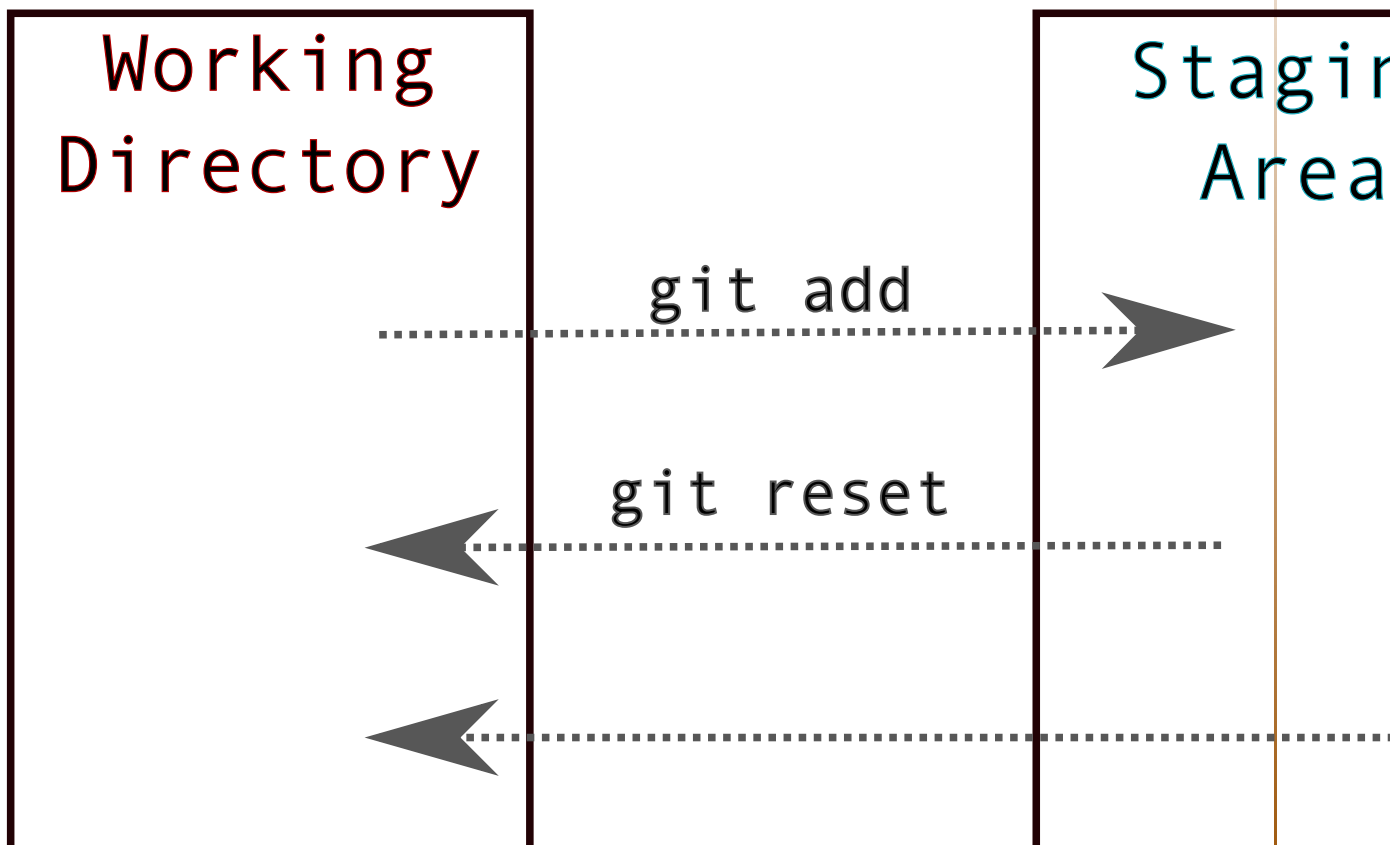 Working
Directory
Stagin
Area
git add
git reset